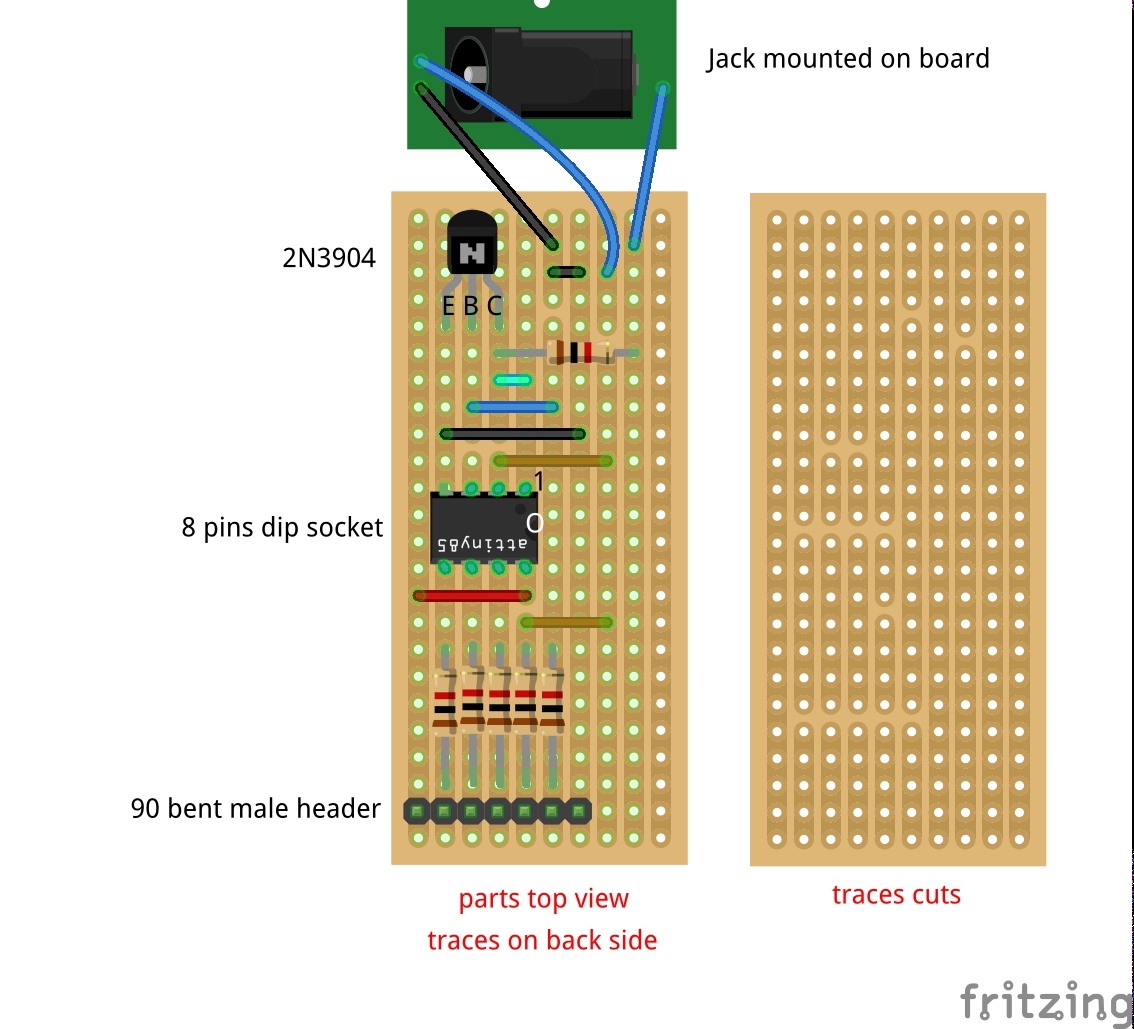 Jack mounted on board
2N3904
E B C
1
8 pins dip socket
O
attiny85
90 bent male header
parts top view
traces cuts
traces on back side
fritzing